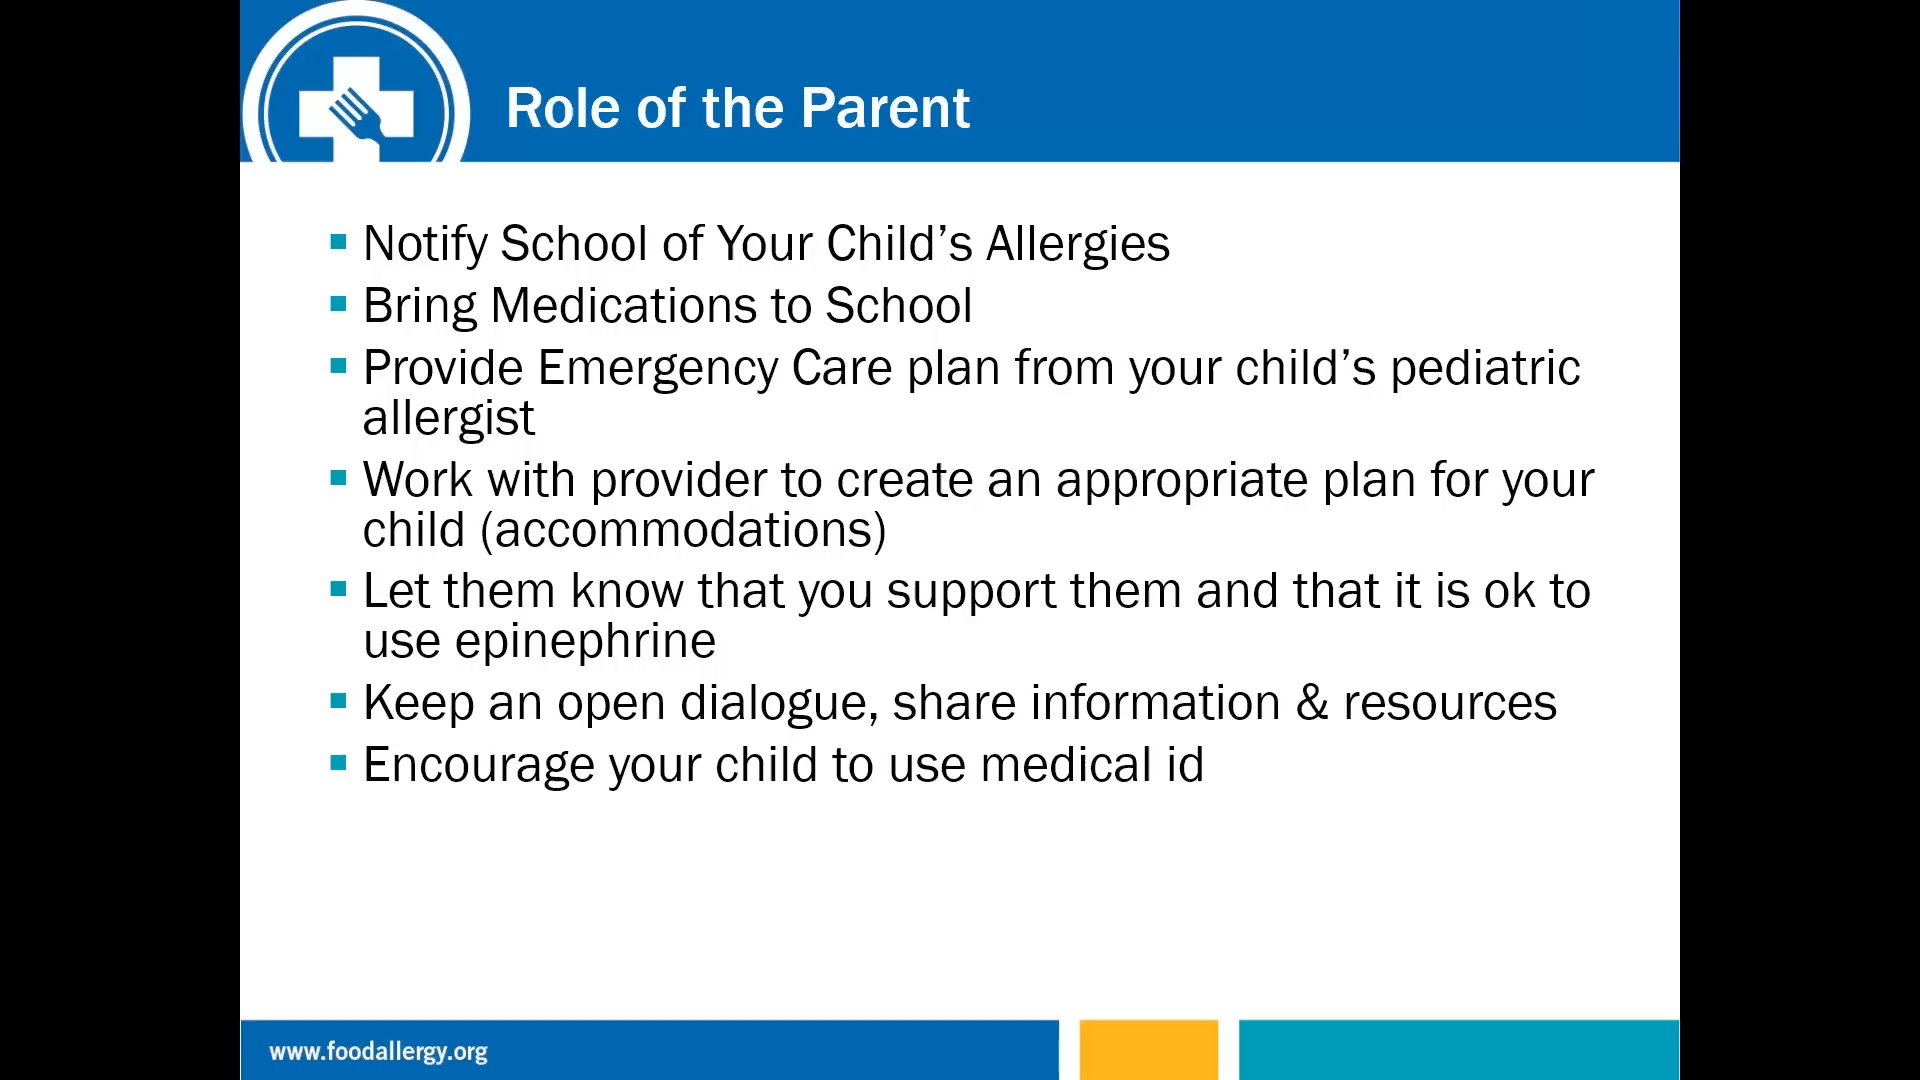 Role of the Parent
Notify School of Your Child’s Allergies
Bring Medications to School
Provide Emergency Care plan from your child’s pediatric
allergist
Work with provider to create an appropriate plan for your
child (accommodations)
Let them know that you support them and that it is ok to
use epinephrine
Keep an open dialogue, share information & resources
Encourage your child to use medical id
www.foodallergy.org